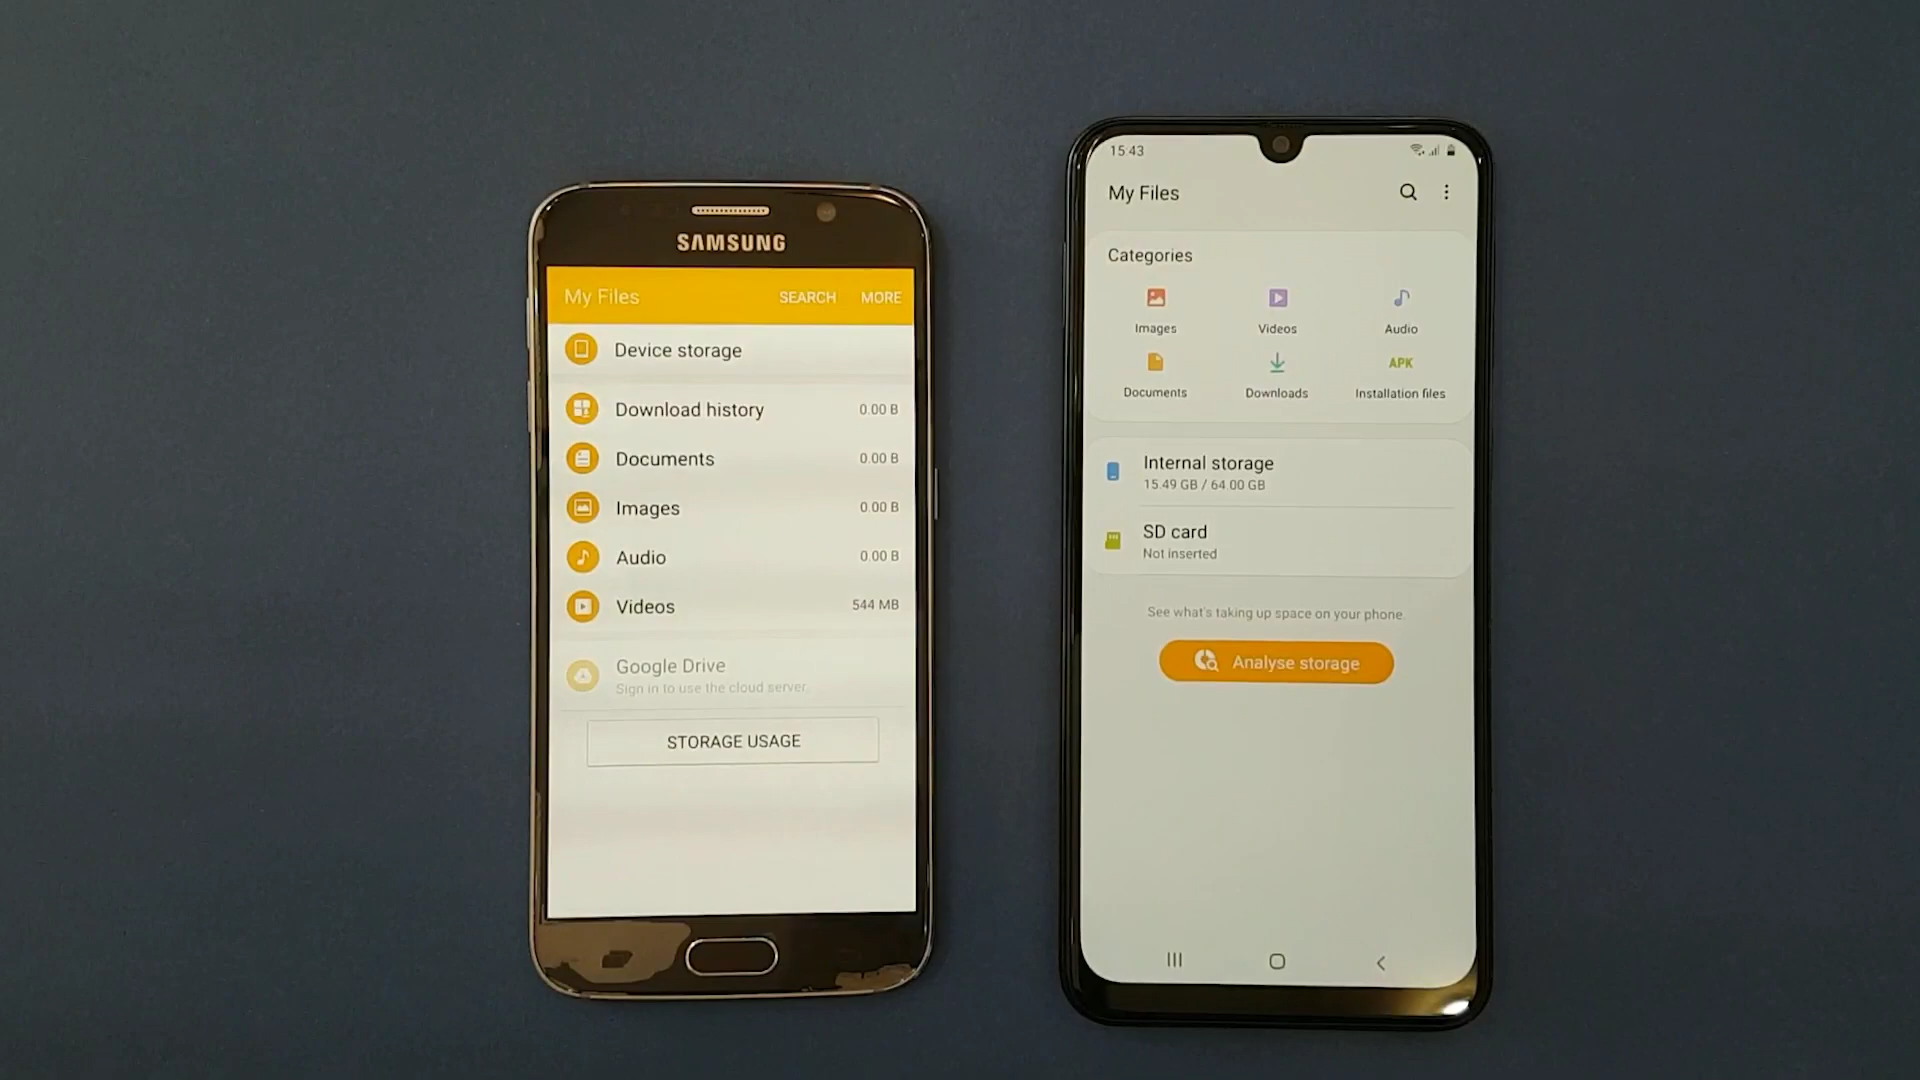 SAMSUNG
My Files SEARCH MORE
Device storage
Download history 0.00 B
Documents 0.00 B
Images 0.00 B
Audio 0.00 B
Videos 544 MB
Google Drive
Sign in to use the cloud server.
STORAGE USAGE
15:43
My Files
Categories
Images Videos Audio
APK
Documents Downloads Installation files
Internal storage
15.49 GB / 64.00 GB
SD card
Not inserted
See what's taking up space on your phone.
Analyse storage